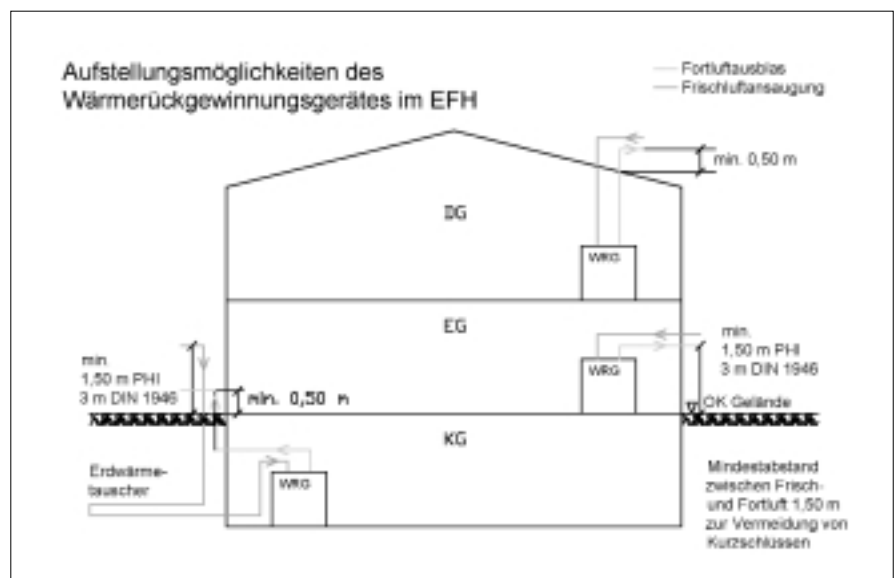 Aufstellungsmöglichkeiten des
Wärmerückgewinnungsgerätes im EFH
Fortluftausblas
Frischluftansaugung
min. 0,50 m
DG
WRG
EG
WRG
min.
1,50 m PHI
3 m DIN 1946
min.
1,50 m PHI
3 m DIN 1946
min. 0,50 m
OK Gelände
KG
Erdwärme-
tauscher
WRG
Mindestabstand
zwischen Frisch-
und Fortluft 1,50 m
zur Vermeidung von
Kurzschlüssen